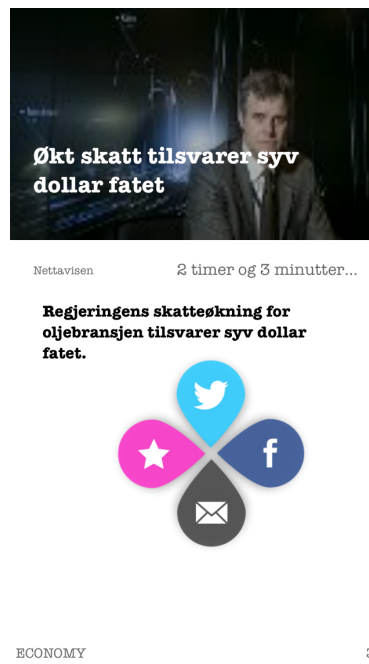 Økt skatt tilsvarer syv
dollar fatet
Nettavisen
2 timer og 3 minutter...
Regjeringens skatteøkning for
oljebransjen tilsvarer syv dollar
fatet.
f
ECONOMY